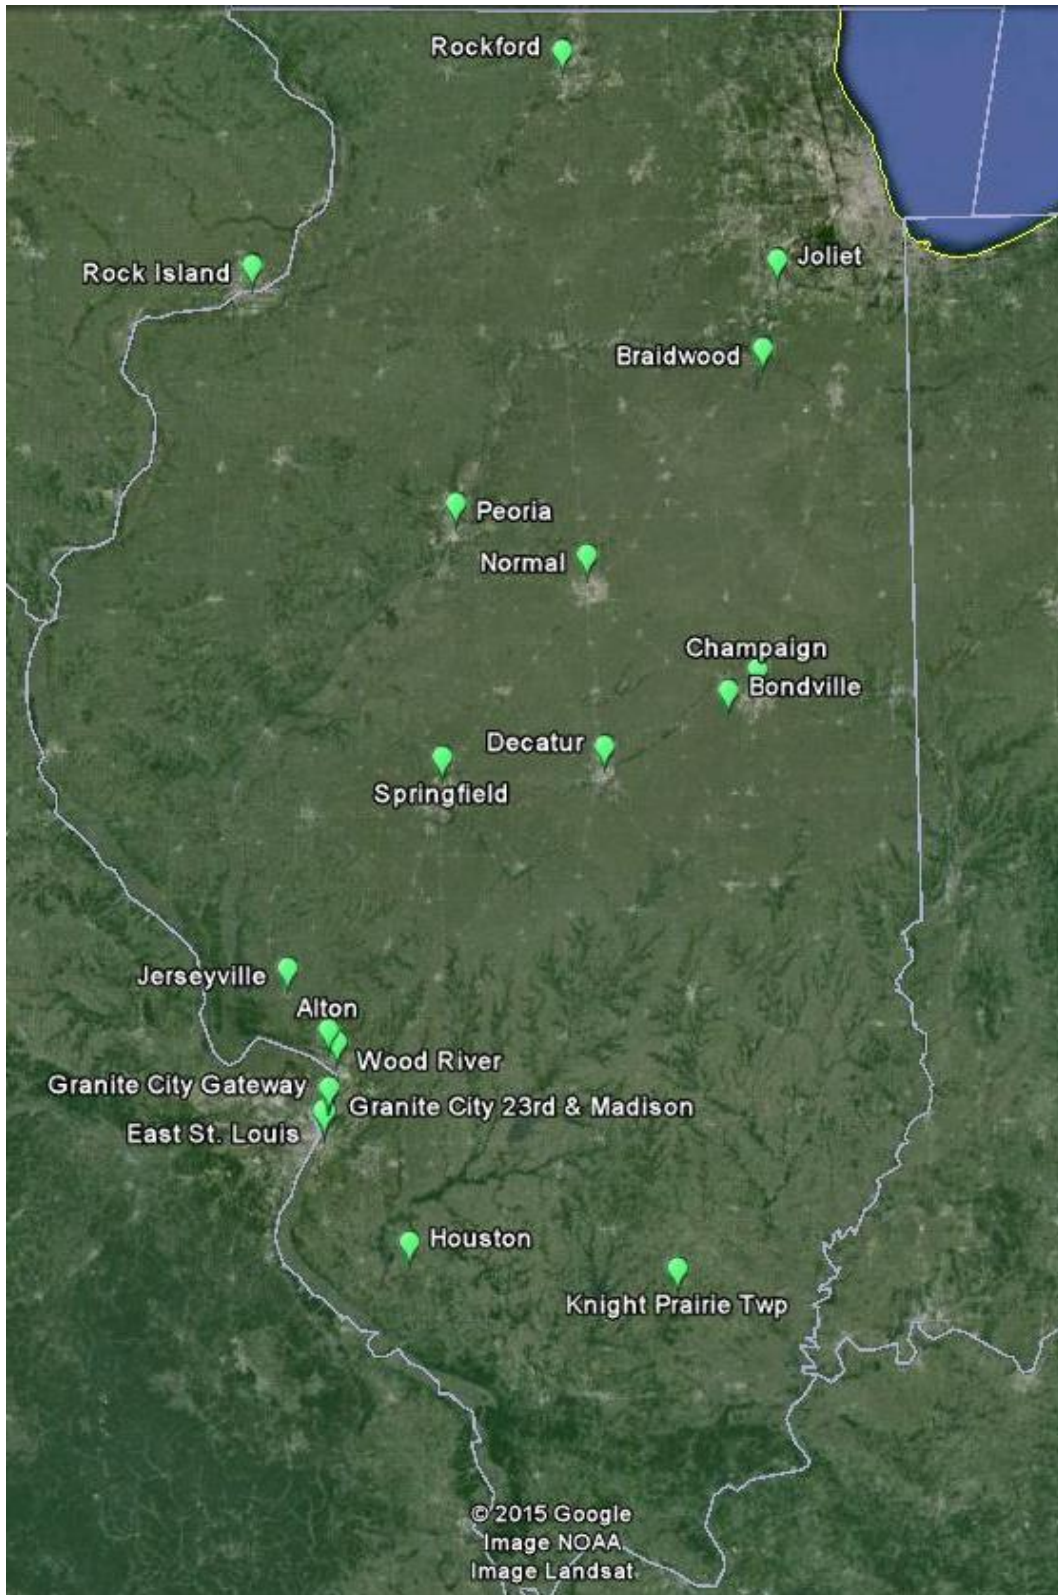 Rockford
Joliet
Rock Island
Braidwood
Peoria
Normal
Champaign
Bondville
Decatur
Springfield
Jerseyville
Alton
Wood River
Granite City Gateway
Granite City 23rd & Madison
East St. Louis
Houston
Knight Prairie Twp
© 2015 Google
Image NOAA
Image Landsat